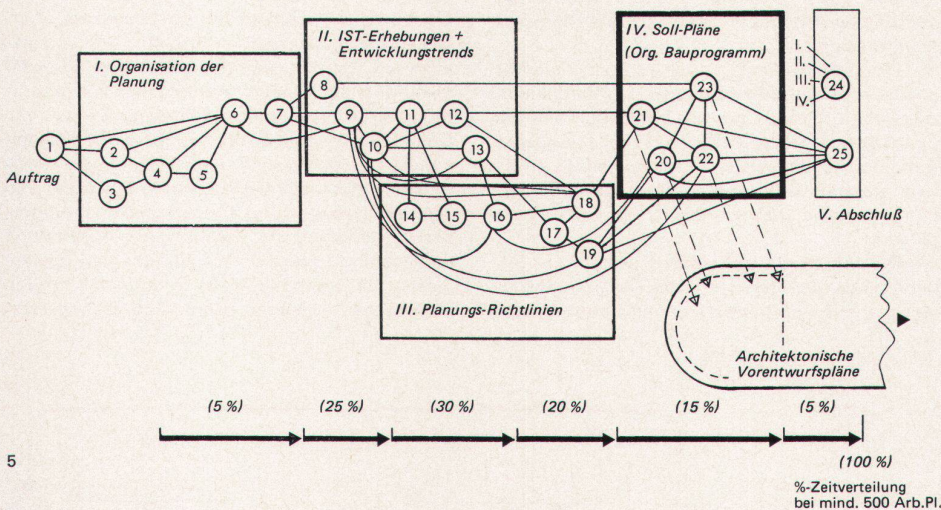 I. Organisation der
Planung
II. IST-Erhebungen +
Entwicklungstrends
IV. Soll-Pläne
(Org. Bauprogramm)
I.
II.
III.
IV.
24
8
23
6
7
9
11
12
21
1
2
10
13
20
22
25
Auftrag
3
4
5
V. Abschluß
14
15
16
18
17
19
III. Planungs-Richtlinien
Architektonische
Vorentwurfspläne
(5 %)
(25 %)
(30 %)
(20 %)
(15 %)
(5 %)
5
(100 %)
%-Zeitverteilung
bei mind. 500 Arb.Pl.